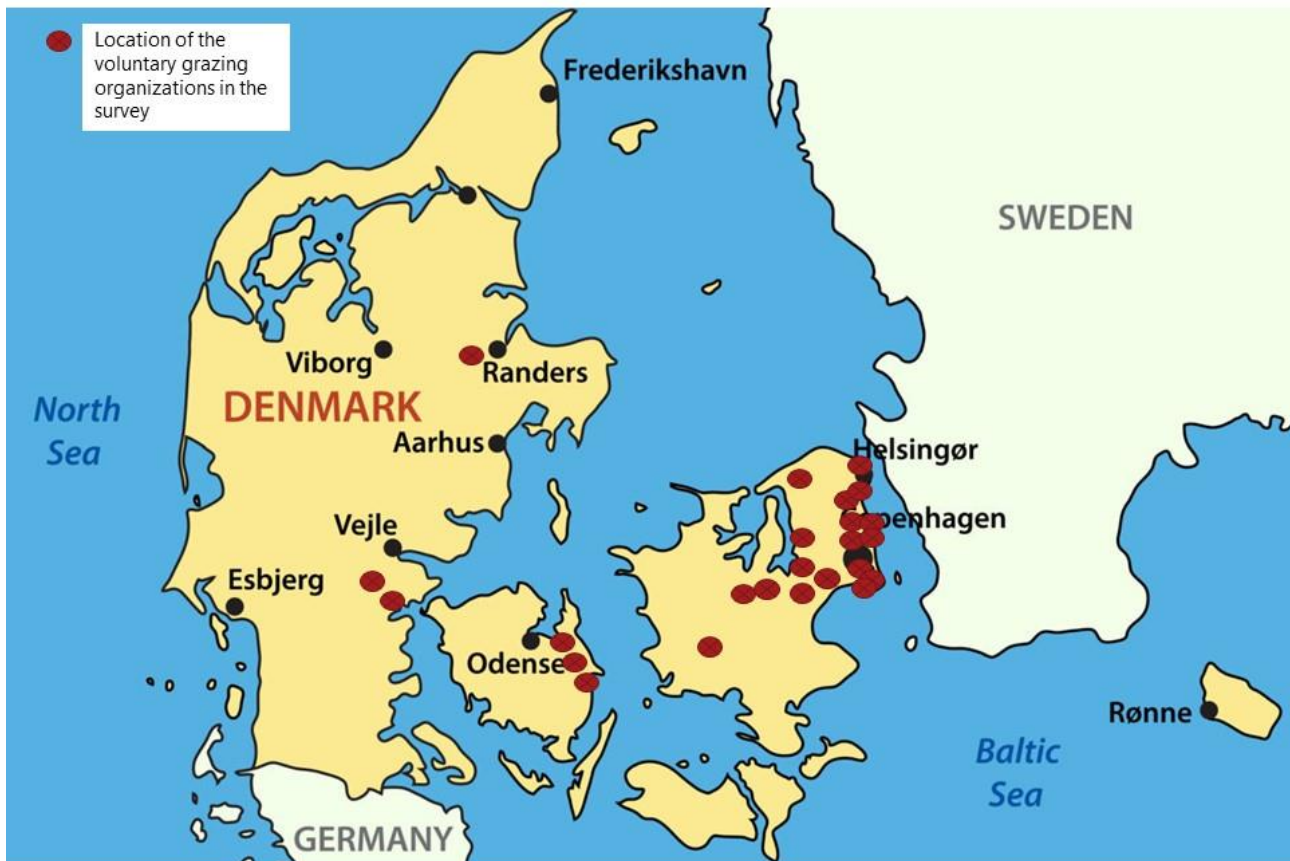 Location of the
voluntary grazing
organizations in the
survey
Frederikshavn
SWEDEN
Viborg
Randers
DENMARK
North
Sea
Aarhus
Helsingør
Copenhagen
Vejle
Esbjerg
Odense
Rønne
Baltic
Sea
GERMANY